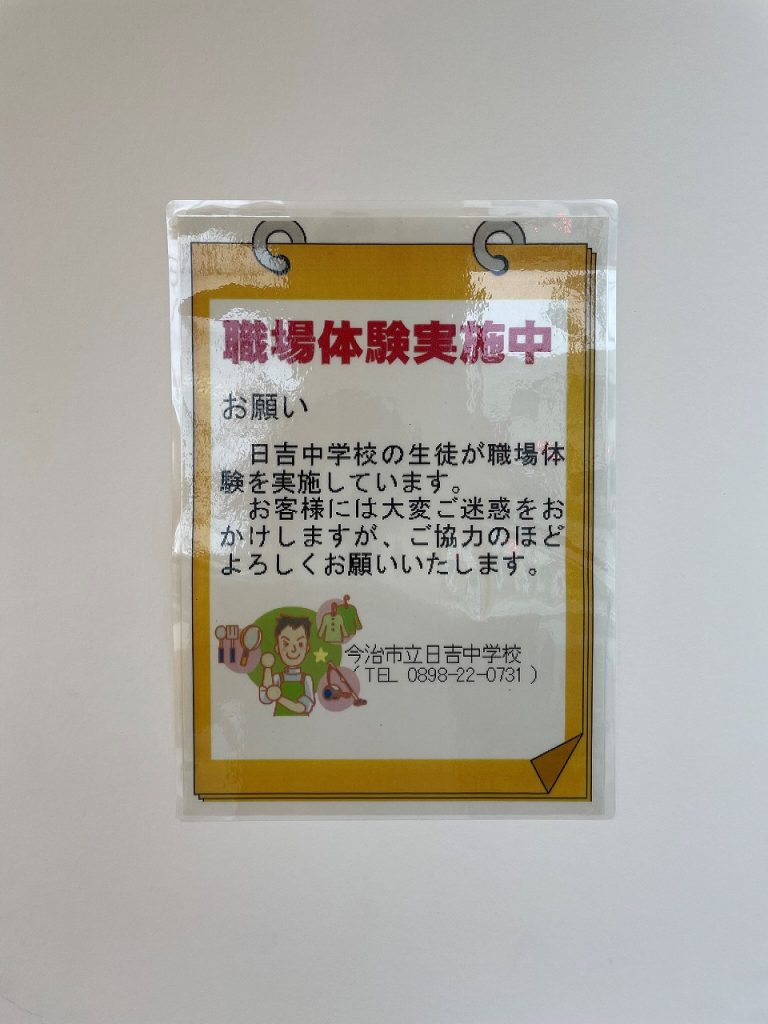 職場体験実施中
お願い
　日吉中学校の生徒が職場体
験を実施しています。
　お客様には大変ご迷惑をお
かけしますが、ご協力のほど
よろしくお願いいたします。
今治市立日吉中学校
（TEL 0898-22-0731）